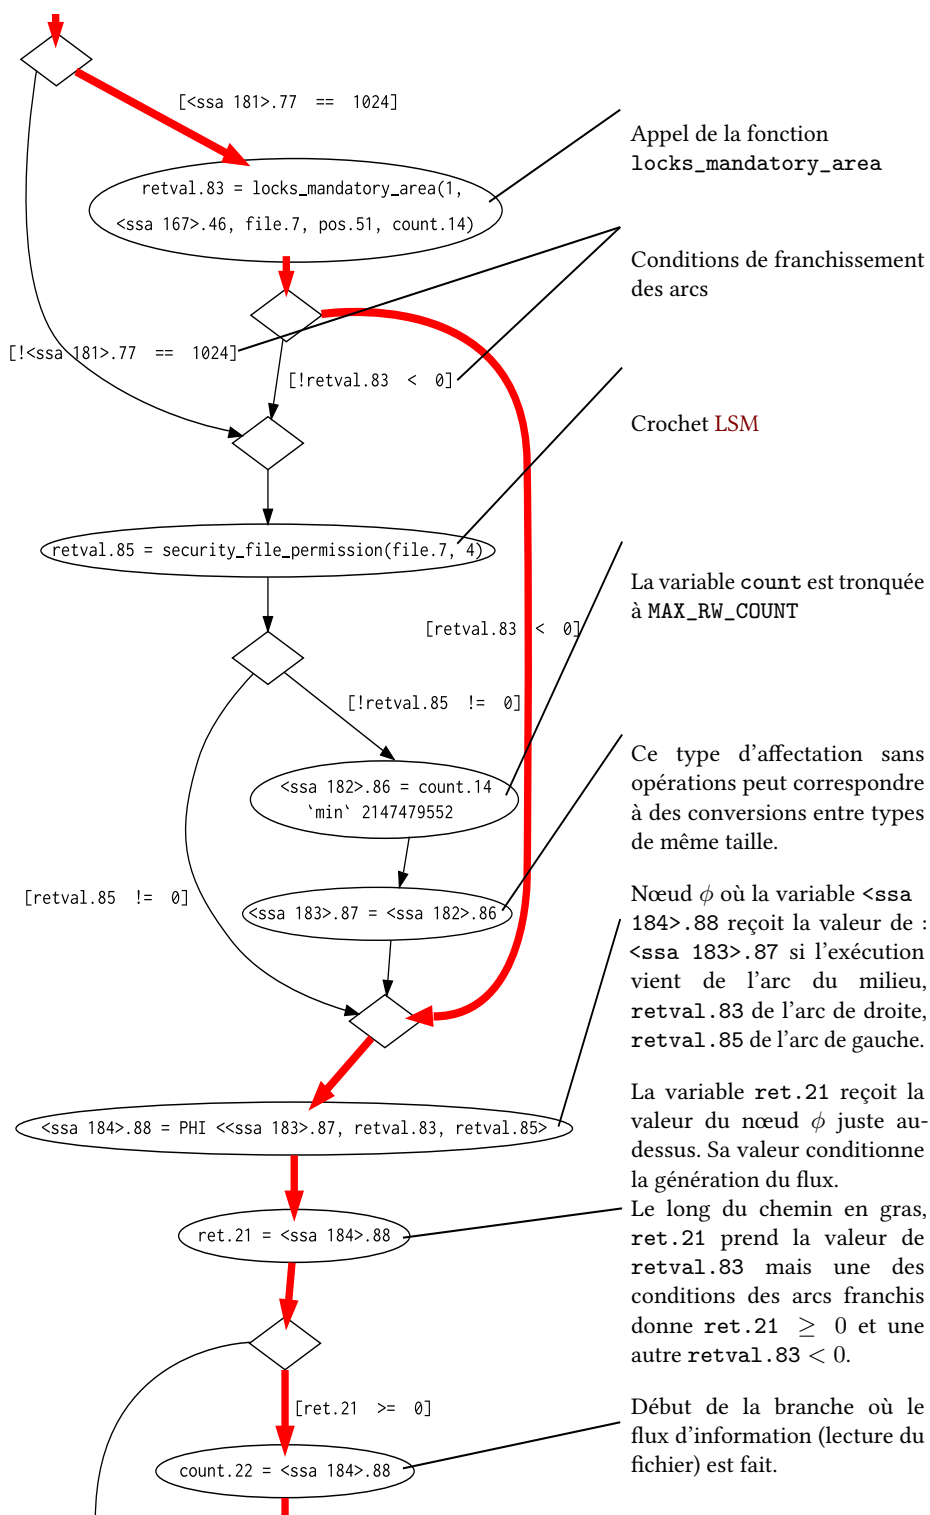 [<ssa 181>.77 == 1024]
Appel de la fonction
locks_mandatory_area
retval.83 = locks_mandatory_area(1,
<ssa 167>.46, file.7, pos.51, count.14)
Conditions de franchissement
des arcs
[!<ssa 181>.77 == 1024]
[!retval.83 < 0]
Crochet LSM
retval.85 = security_file_permission(file.7, 4)
La variable count est tronquée
à MAX_RW_COUNT
[retval.83 < 0]
[!retval.85 != 0]
<ssa 182>.86 = count.14
`min` 2147479552
Ce type d'affectation sans
opérations peut correspondre
à des conversions entre types
de même taille.
[retval.85 != 0]
<ssa 183>.87 = <ssa 182>.86
Nœud ϕ où la variable <ssa
184>.88 reçoit la valeur de :
<ssa 183>.87 si l'exécution
vient de l'arc du milieu,
retval.83 de l'arc de droite,
retval.85 de l'arc de gauche.
<ssa 184>.88 = PHI <<ssa 183>.87, retval.83, retval.85>
La variable ret.21 reçoit la
valeur du nœud ϕ juste au-
dessus. Sa valeur conditionne
la génération du flux.
Le long du chemin en gras,
ret.21 prend la valeur de
retval.83 mais une des
conditions des arcs franchis
donne ret.21 ≥ 0 et une
autre retval.83 < 0.
ret.21 = <ssa 184>.88
[ret.21 >= 0]
Début de la branche où le
flux d'information (lecture du
fichier) est fait.
count.22 = <ssa 184>.88